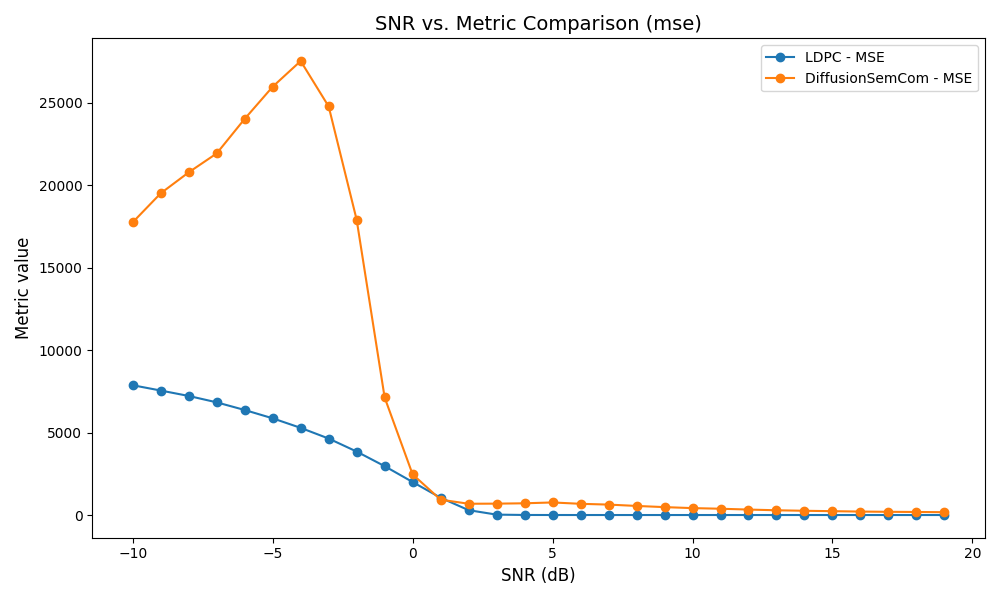 SNR vs. Metric Comparison (mse)
LDPC - MSE
DiffusionSemCom - MSE
Metric value
25000
20000
15000
10000
5000
0
−10
−5
0
5
10
15
20
SNR (dB)